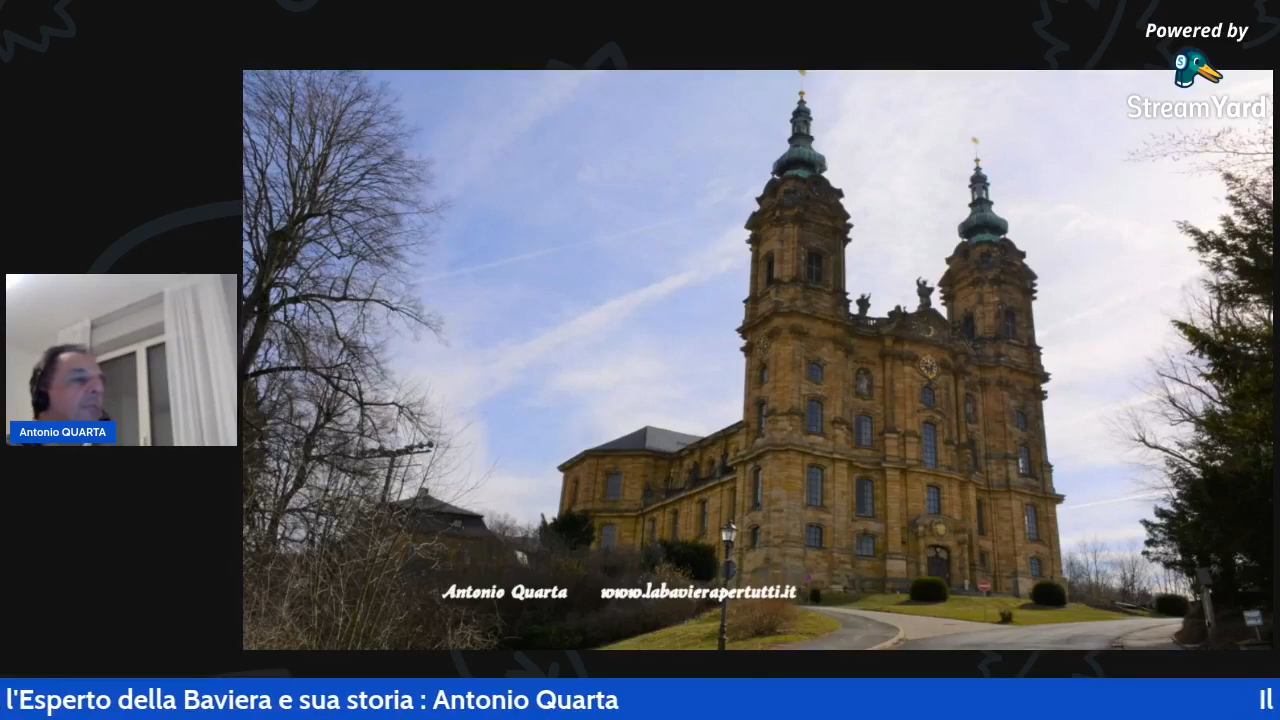 Powered by
StreamYard
Antonio QUARTA
Antonio Quarta www.labavierapertutti.it
l'Esperto della Baviera e sua storia : Antonio Quarta
Il